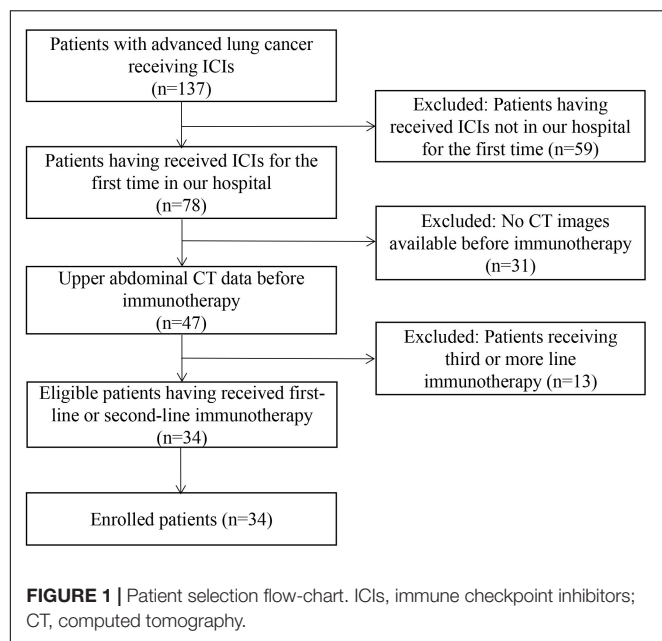 Patients with advanced lung cancer
receiving ICIs
(n=137)
Excluded: Patients having
received ICIs not in our hospital
for the first time (n=59)
Patients having received ICIs for the
first time in our hospital
(n=78)
Excluded: No CT images
available before immunotherapy
(n=31)
Upper abdominal CT data before
immunotherapy
(n=47)
Excluded: Patients receiving
third or more line
immunotherapy (n=13)
Eligible patients having received first-
line or second-line immunotherapy
(n=34)
Enrolled patients (n=34)
FIGURE 1 | Patient selection flow-chart. ICIs, immune checkpoint inhibitors;
CT, computed tomography.